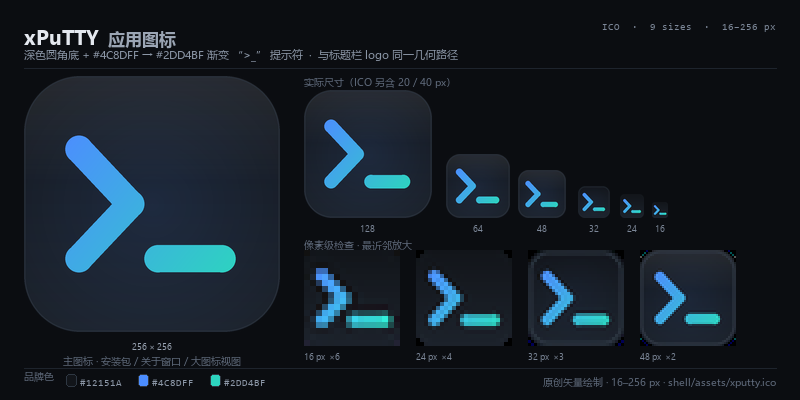 xPuTTY 应用图标
ICO · 9 sizes · 16–256 px
深色圆角底 + #4C8DFF → #2DD4BF 渐变 “>_” 提示符 · 与标题栏 logo 同一几何路径
实际尺寸（ICO 另含 20 / 40 px）
128
64
48
32
24
16
像素级检查 · 最近邻放大
256 × 256
主图标 · 安装包 / 关于窗口 / 大图标视图
16 px ×6
24 px ×4
32 px ×3
48 px ×2
品牌色
#12151A
#4C8DFF
#2DD4BF
原创矢量绘制 · 16–256 px · shell/assets/xputty.ico